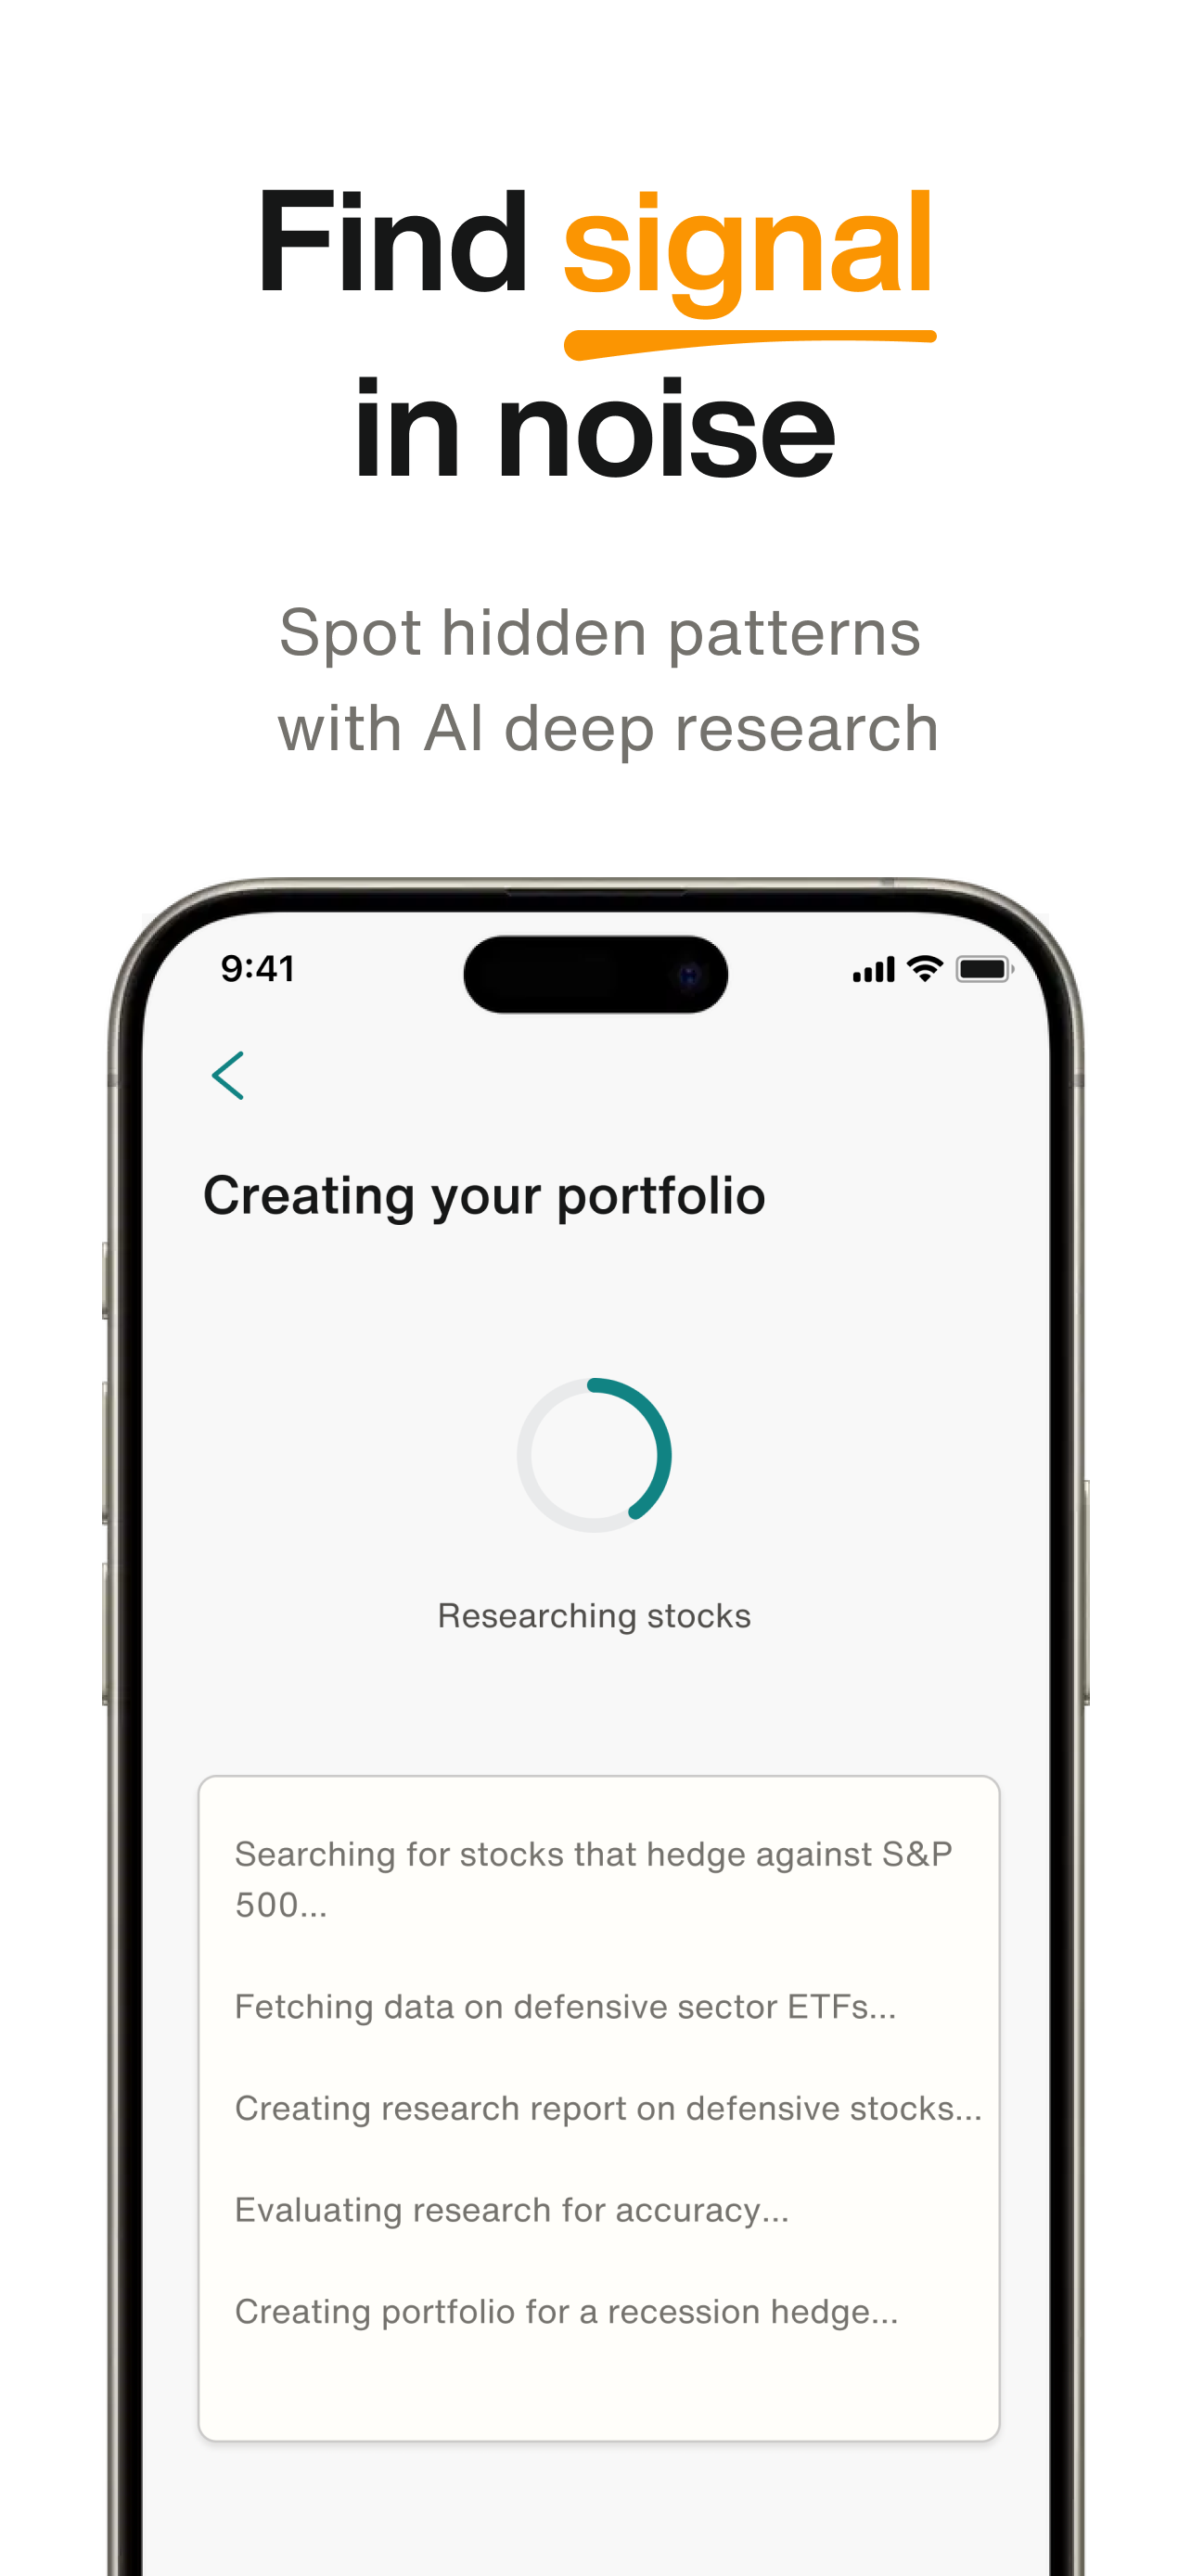 Find signal
in noise
Spot hidden patterns
with AI deep research
9:41
Creating your portfolio
Researching stocks
Searching for stocks that hedge against S&P
500...
Fetching data on defensive sector ETFs...
Creating research report on defensive stocks...
Evaluating research for accuracy...
Creating portfolio for a recession hedge...